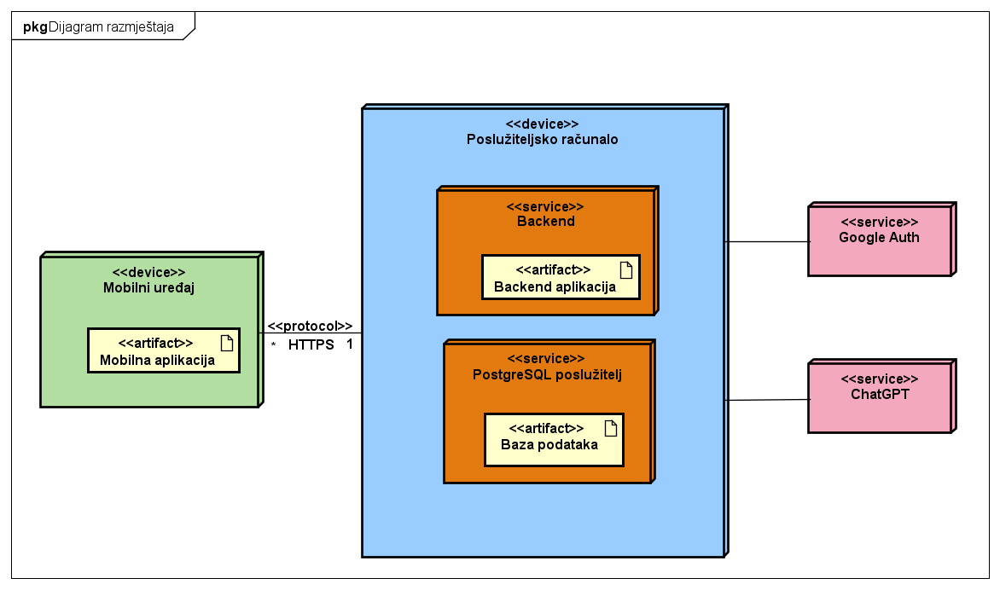 pkgDijagram razmještaja
<<device>>
Mobilni uređaj
<<artifact>>
Mobilna aplikacija
<<protocol>>
* HTTPS 1
<<device>>
Poslužiteljsko računalo
<<service>>
Backend
<<artifact>>
Backend aplikacija
<<service>>
PostgreSQL poslužitelj
<<artifact>>
Baza podataka
<<service>>
Google Auth
<<service>>
ChatGPT